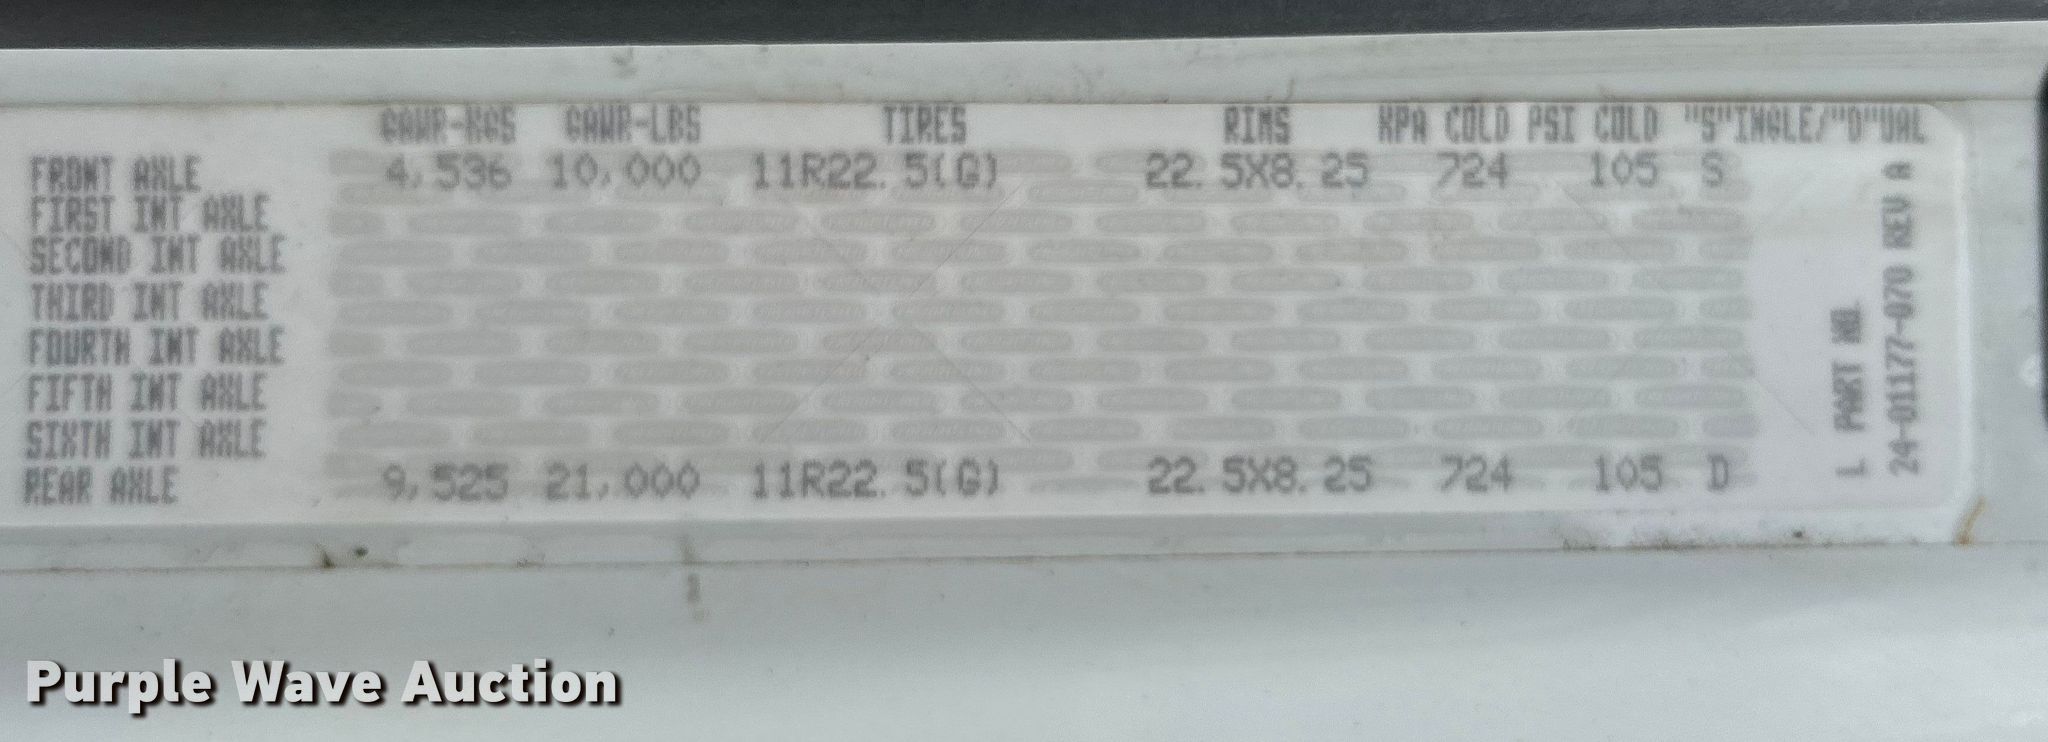 GAWR-KGS GAWR-LBS TIRES RIMS KPA COLD PSI COLD "S"INGLE/"D"UAL
FRONT AXLE 4,536 10,000 11R22.5(G) 22.5X8.25 724 105 S
FIRST INT AXLE
SECOND INT AXLE
THIRD INT AXLE
FOURTH INT AXLE
FIFTH INT AXLE
SIXTH INT AXLE
REAR AXLE 9,525 21,000 11R22.5(G) 22.5X8.25 724 105 D
L PART NO.
24-01177-070 REV A
Purple Wave Auction